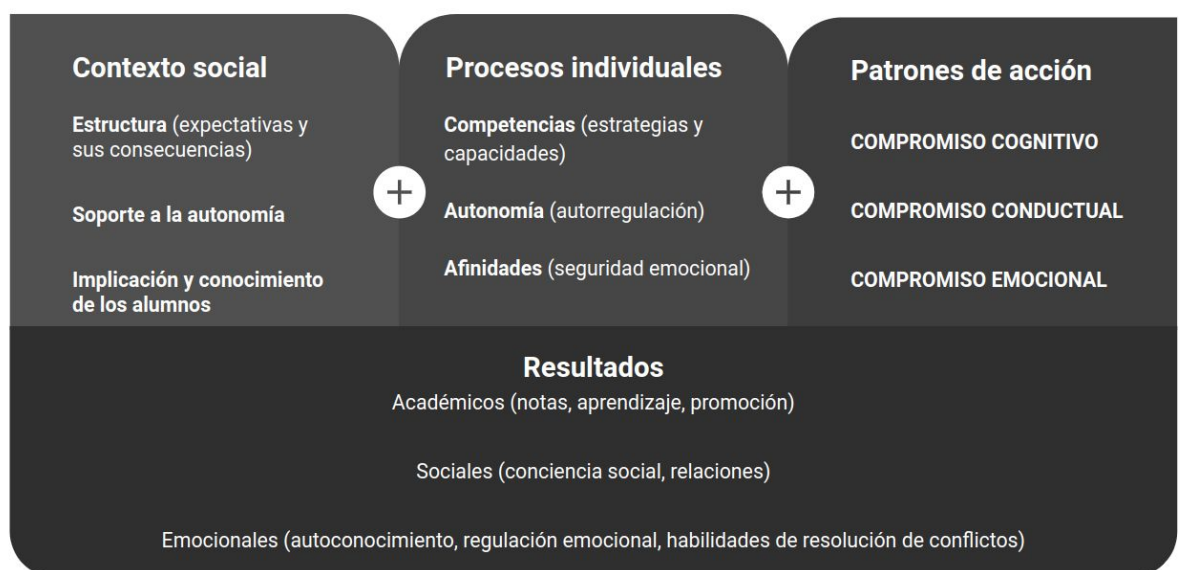 Contexto social
Estructura (expectativas y
sus consecuencias)
Soporte a la autonomía
Implicación y conocimiento
de los alumnos
+
Procesos individuales
Competencias (estrategias y
capacidades)
Autonomía (autorregulación)
Afinidades (seguridad emocional)
+
Patrones de acción
COMPROMISO COGNITIVO
COMPROMISO CONDUCTUAL
COMPROMISO EMOCIONAL
Resultados
Académicos (notas, aprendizaje, promoción)
Sociales (conciencia social, relaciones)
Emocionales (autoconocimiento, regulación emocional, habilidades de resolución de conflictos)